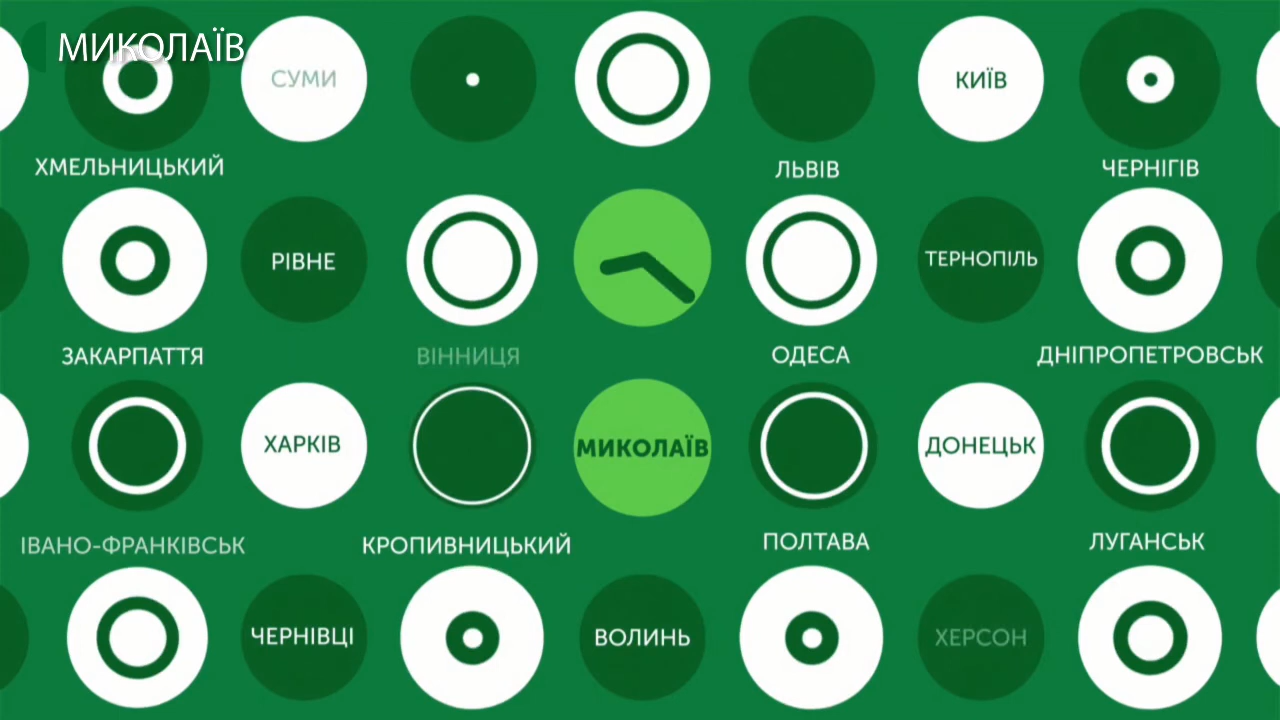 МИКОЛАЇВ
СУМИ
КИЇВ
ХМЕЛЬНИЦЬКИЙ
ЛЬВІВ
ЧЕРНІГІВ
РІВНЕ
ТЕРНОПІЛЬ
ЗАКАРПАТТЯ
ВІННИЦЯ
ОДЕСА
ДНІПРОПЕТРОВСЬК
ХАРКІВ
МИКОЛАЇВ
ДОНЕЦЬК
ІВАНО-ФРАНКІВСЬК
КРОПИВНИЦЬКИЙ
ПОЛТАВА
ЛУГАНСЬК
ЧЕРНІВЦІ
ВОЛИНЬ
ХЕРСОН